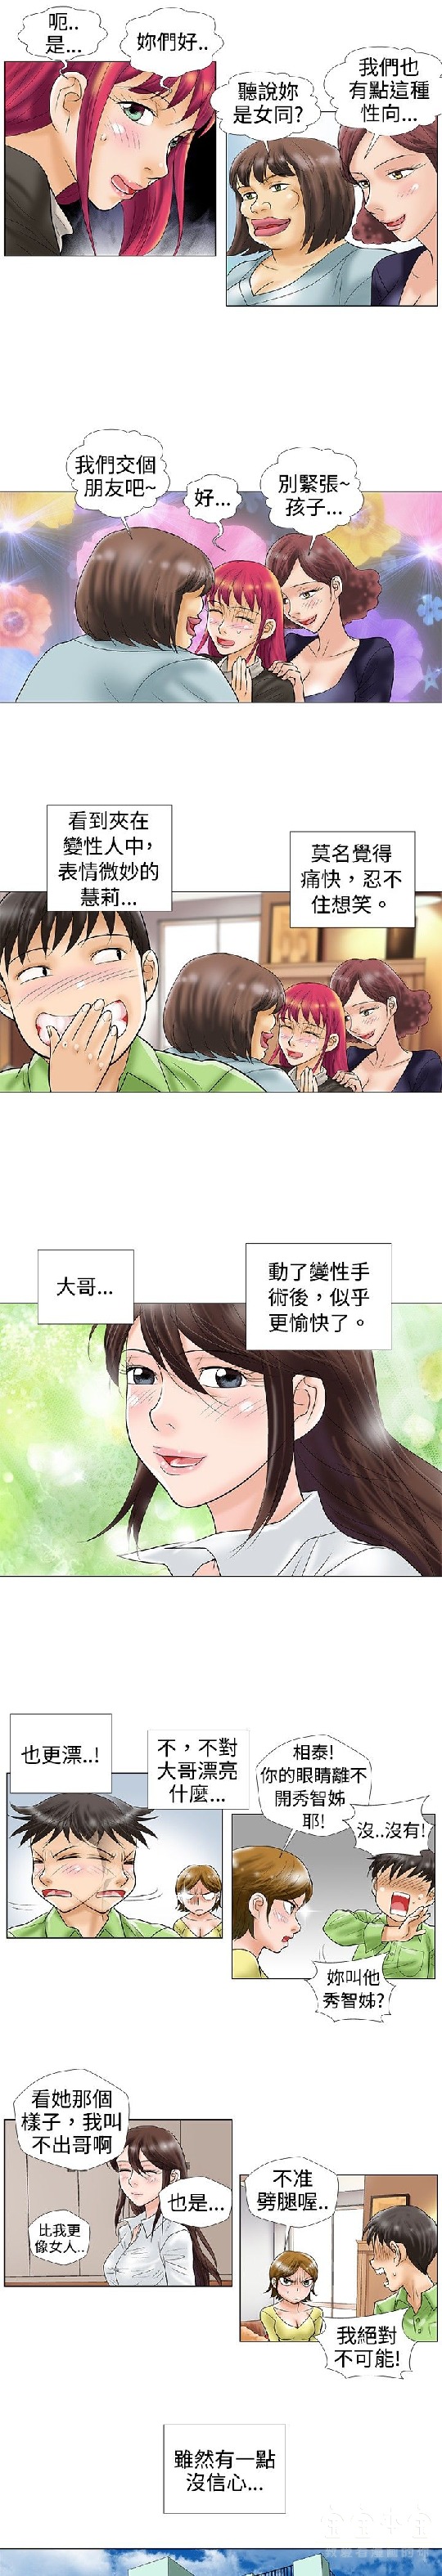 呃..
是...
妳們好..
聽說妳
是女同?
我們也
有點這種
性向...
我們交個
朋友吧~
好...
別緊張~
孩子...
看到夾在
變性人中,
表情微妙的
慧莉...
莫名覺得
痛快，忍不
住想笑。
大哥...
動了變性手
術後，似乎
更愉快了。
也更漂..!
不，不對
大哥漂亮
什麼...
相泰!
你的眼睛離不
開秀智姊
耶!
沒..沒有!
妳叫他
秀智姊?
看她那個
樣子，我叫
不出哥啊
比我更
像女人..
也是...
不准
劈腿喔..
我絕對
不可能!
雖然有一點
沒信心...